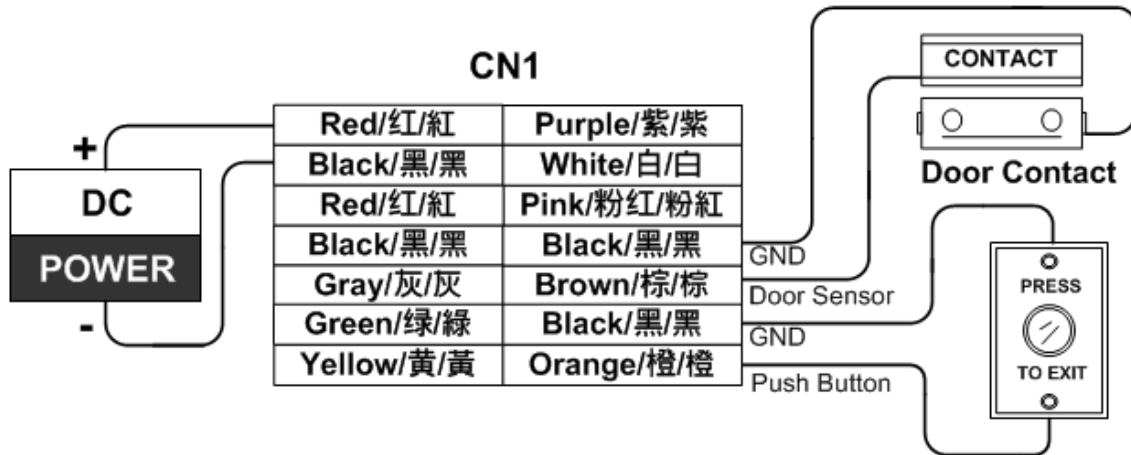 CN1
CONTACT
Door Contact
+
DC
POWER
-
Red/红/紅 Purple/紫/紫
Black/黑/黑 White/白/白
Red/红/紅 Pink/粉红/粉紅
Black/黑/黑 Black/黑/黑
Gray/灰/灰 Brown/棕/棕
Green/绿/綠 Black/黑/黑
Yellow/黄/黃 Orange/橙/橙
GND
Door Sensor
GND
Push Button
PRESS
TO EXIT